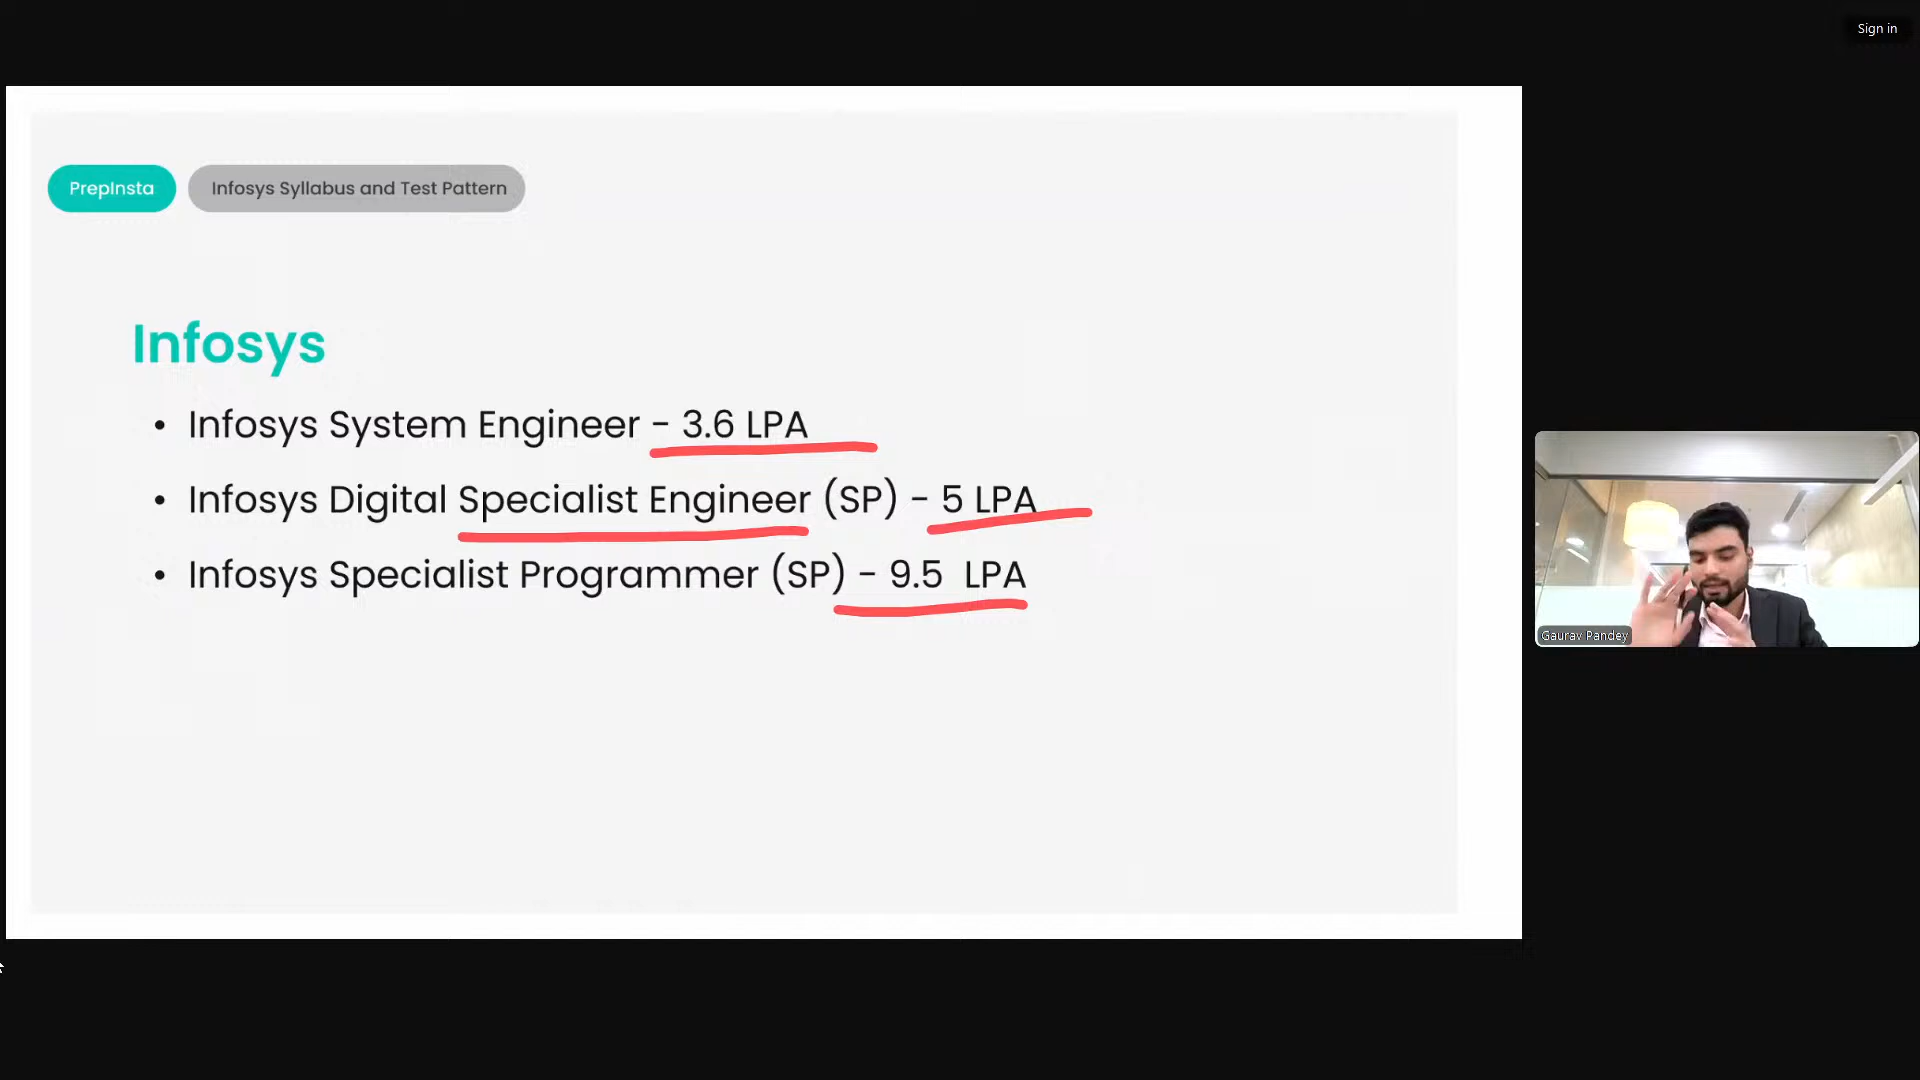 Sign in
PrepInsta
Infosys Syllabus and Test Pattern
Infosys
• Infosys System Engineer - 3.6 LPA
• Infosys Digital Specialist Engineer (SP) - 5 LPA
• Infosys Specialist Programmer (SP) - 9.5 LPA
Gaurav Pandey